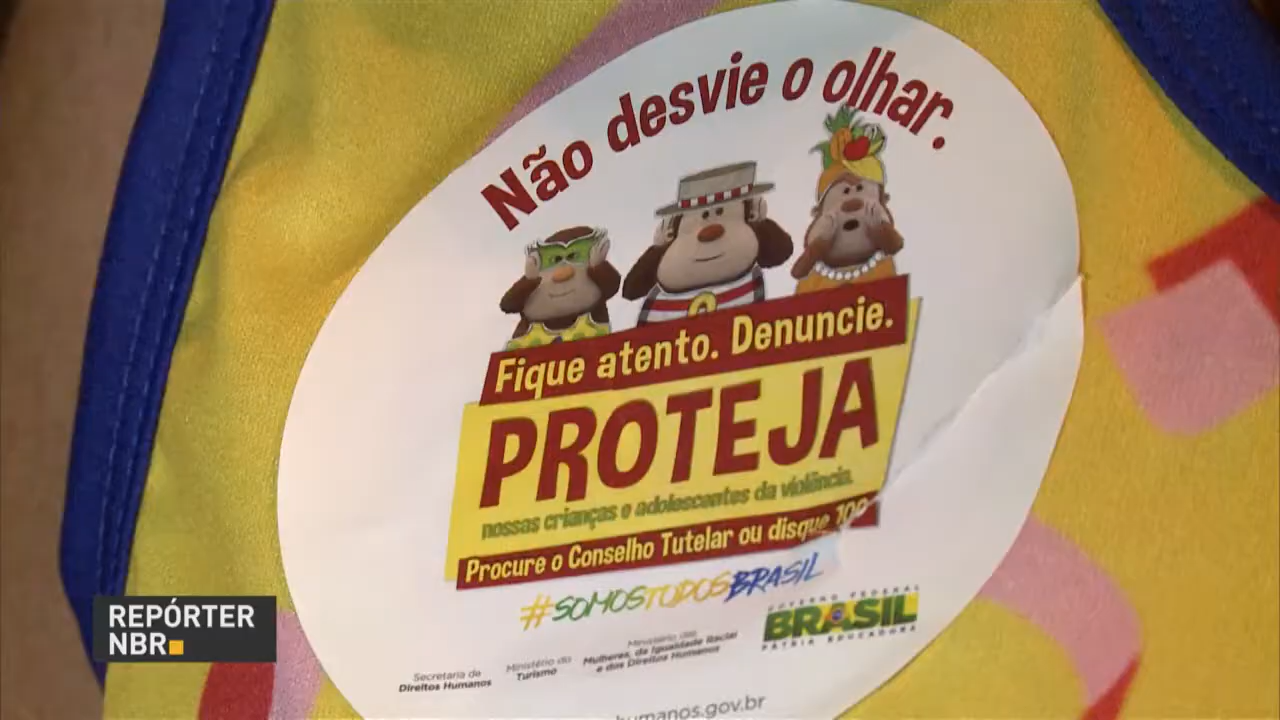 Não desvie o olhar.
Fique atento. Denuncie.
PROTEJA
nossas crianças e adolescentes da violência.
Procure o Conselho Tutelar ou disque 100
#SOMOSTODOSBRASIL
GOVERNO FEDERAL
BRASIL
PÁTRIA EDUCADORA
Secretaria de
Direitos Humanos
Ministério do
Turismo
Ministério das
Mulheres, da Igualdade Racial
e dos Direitos Humanos
humanos.gov.br
REPÓRTER
NBR